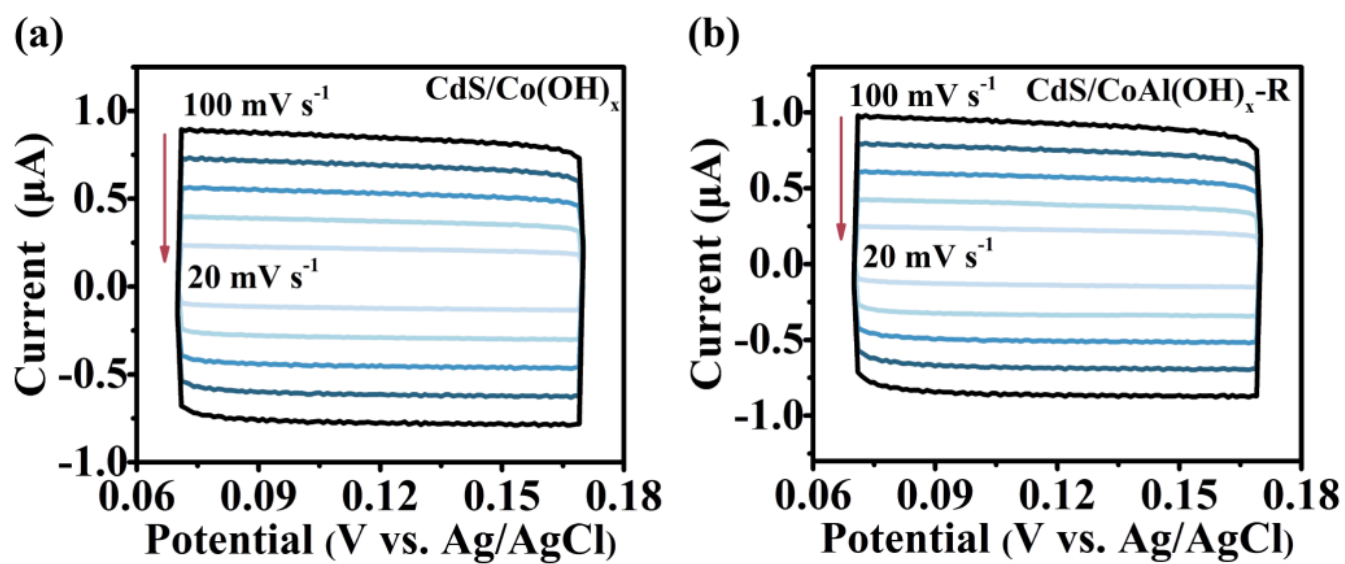 (a)
CdS/Co(OH)ₓ
100 mV s⁻¹
20 mV s⁻¹
1.0
0.5
0.0
-0.5
-1.0
Current (μA)
0.06 0.09 0.12 0.15 0.18
Potential (V vs. Ag/AgCl)
(b)
CdS/CoAl(OH)ₓ-R
100 mV s⁻¹
20 mV s⁻¹
1.0
0.5
0.0
-0.5
-1.0
Current (μA)
0.06 0.09 0.12 0.15 0.18
Potential (V vs. Ag/AgCl)